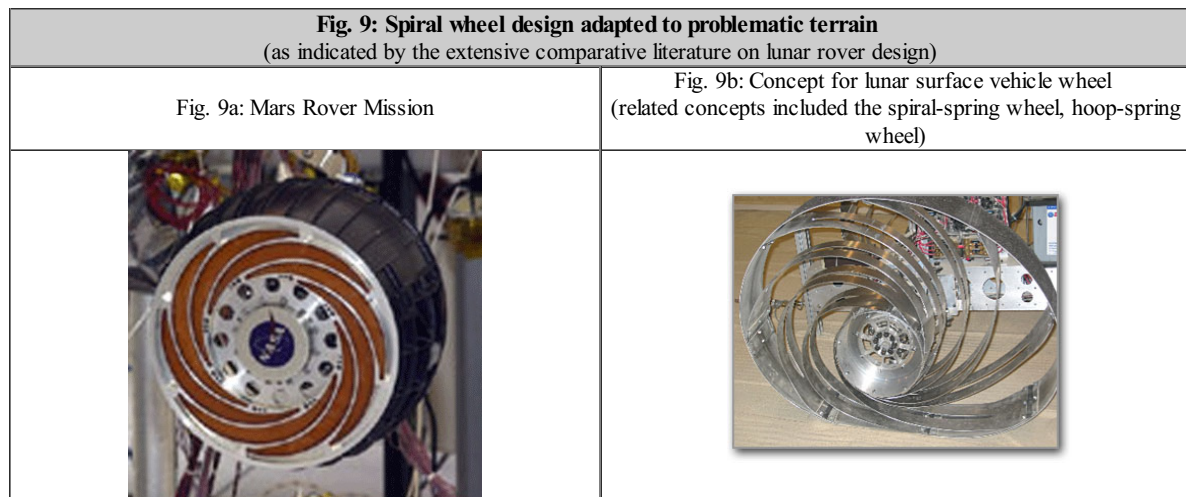 Fig. 9: Spiral wheel design adapted to problematic terrain
(as indicated by the extensive comparative literature on lunar rover design)
Fig. 9a: Mars Rover Mission
Fig. 9b: Concept for lunar surface vehicle wheel
(related concepts included the spiral-spring wheel, hoop-spring
wheel)
NASA